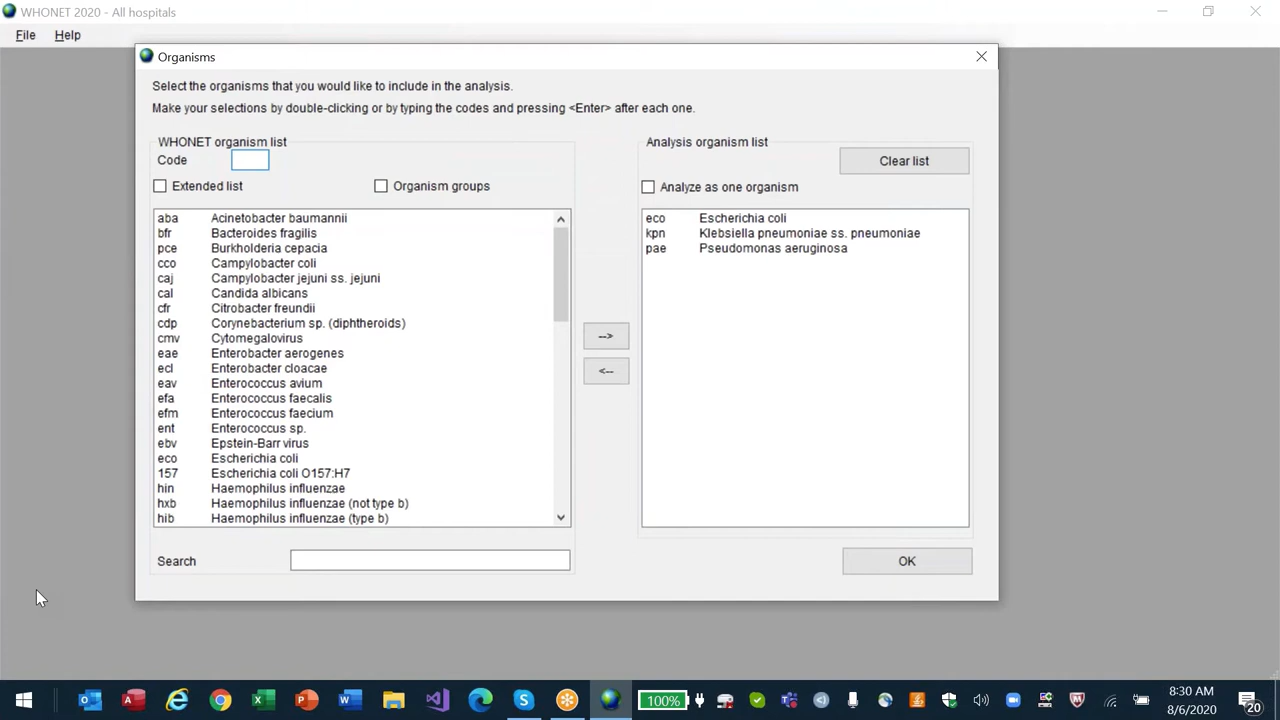 WHONET 2020 - All hospitals
File Help
Organisms
Select the organisms that you would like to include in the analysis.
Make your selections by double-clicking or by typing the codes and pressing <Enter> after each one.
WHONET organism list
Code
Extended list
Organism groups
aba Acinetobacter baumannii
bfr Bacteroides fragilis
pce Burkholderia cepacia
cco Campylobacter coli
caj Campylobacter jejuni ss. jejuni
cal Candida albicans
cfr Citrobacter freundii
cdp Corynebacterium sp. (diphtheroids)
cmv Cytomegalovirus
eae Enterobacter aerogenes
ecl Enterobacter cloacae
eav Enterococcus avium
efa Enterococcus faecalis
efm Enterococcus faecium
ent Enterococcus sp.
ebv Epstein-Barr virus
eco Escherichia coli
157 Escherichia coli O157:H7
hin Haemophilus influenzae
hxb Haemophilus influenzae (not type b)
hib Haemophilus influenzae (type b)
Search
-->
<--
Analysis organism list
Clear list
Analyze as one organism
eco Escherichia coli
kpn Klebsiella pneumoniae ss. pneumoniae
pae Pseudomonas aeruginosa
OK
100%
8:30 AM
8/6/2020
20